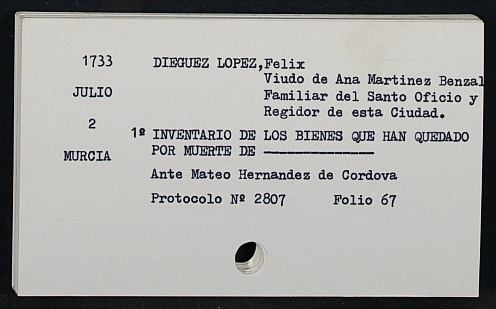 1733 DIEGUEZ LOPEZ,Felix
Viudo de Ana Martinez Benzal
JULIO Familiar del Santo Oficio y
Regidor de esta Ciudad.
2
1º INVENTARIO DE LOS BIENES QUE HAN QUEDADO
MURCIA POR MUERTE DE ---------------
Ante Mateo Hernandez de Cordova
Protocolo Nº 2807 Folio 67